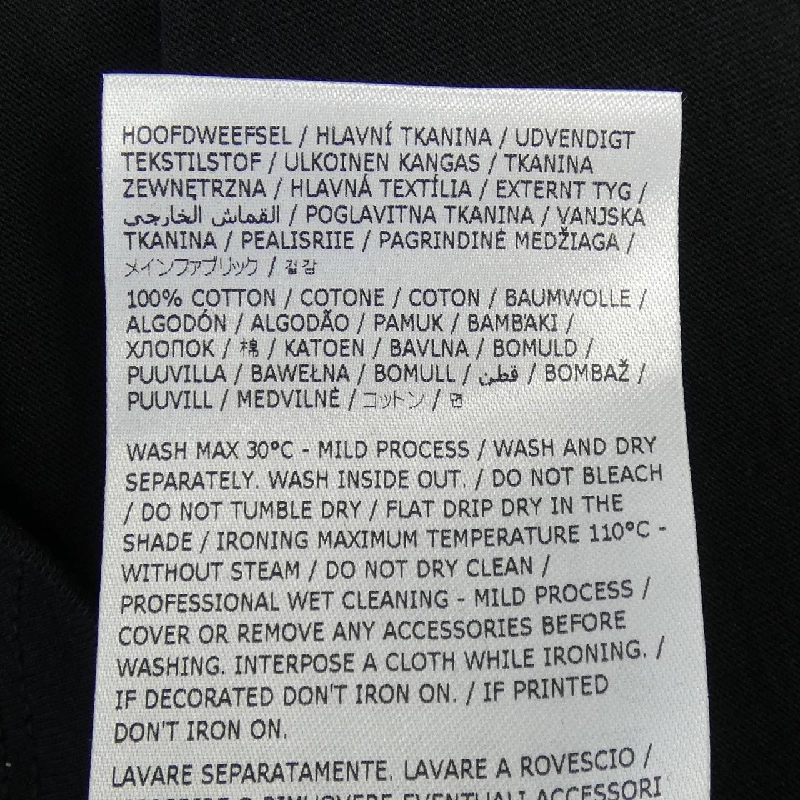 HOOFDWEEFSEL / HLAVNÍ TKANINA / UDVENDIGT
TEKSTILSTOF / ULKOINEN KANGAS / TKANINA
ZEWNĘTRZNA / HLAVNÁ TEXTÍLIA / EXTERNT TYG /
القماش الخارجي / POGLAVITNA TKANINA / VANJSKA
TKANINA / PEALISRIIE / PAGRINDINĖ MEDŽIAGA /
メインファブリック / 겉감
100% COTTON / COTONE / COTON / BAUMWOLLE /
ALGODÓN / ALGODÃO / PAMUK / ΒΑΜΒΆΚΙ /
ХЛОПОК / 棉 / KATOEN / BAVLNA / BOMULD /
PUUVILLA / BAWEŁNA / BOMULL / قطن / BOMBAŽ /
PUUVILL / MEDVILNĖ / コットン / 면
WASH MAX 30°C - MILD PROCESS / WASH AND DRY
SEPARATELY. WASH INSIDE OUT. / DO NOT BLEACH
/ DO NOT TUMBLE DRY / FLAT DRIP DRY IN THE
SHADE / IRONING MAXIMUM TEMPERATURE 110°C -
WITHOUT STEAM / DO NOT DRY CLEAN /
PROFESSIONAL WET CLEANING - MILD PROCESS /
COVER OR REMOVE ANY ACCESSORIES BEFORE
WASHING. INTERPOSE A CLOTH WHILE IRONING. /
IF DECORATED DON'T IRON ON. / IF PRINTED
DON'T IRON ON.
LAVARE SEPARATAMENTE. LAVARE A ROVESCIO /
O RIMUOVERE EVENTUALI ACCESSORI